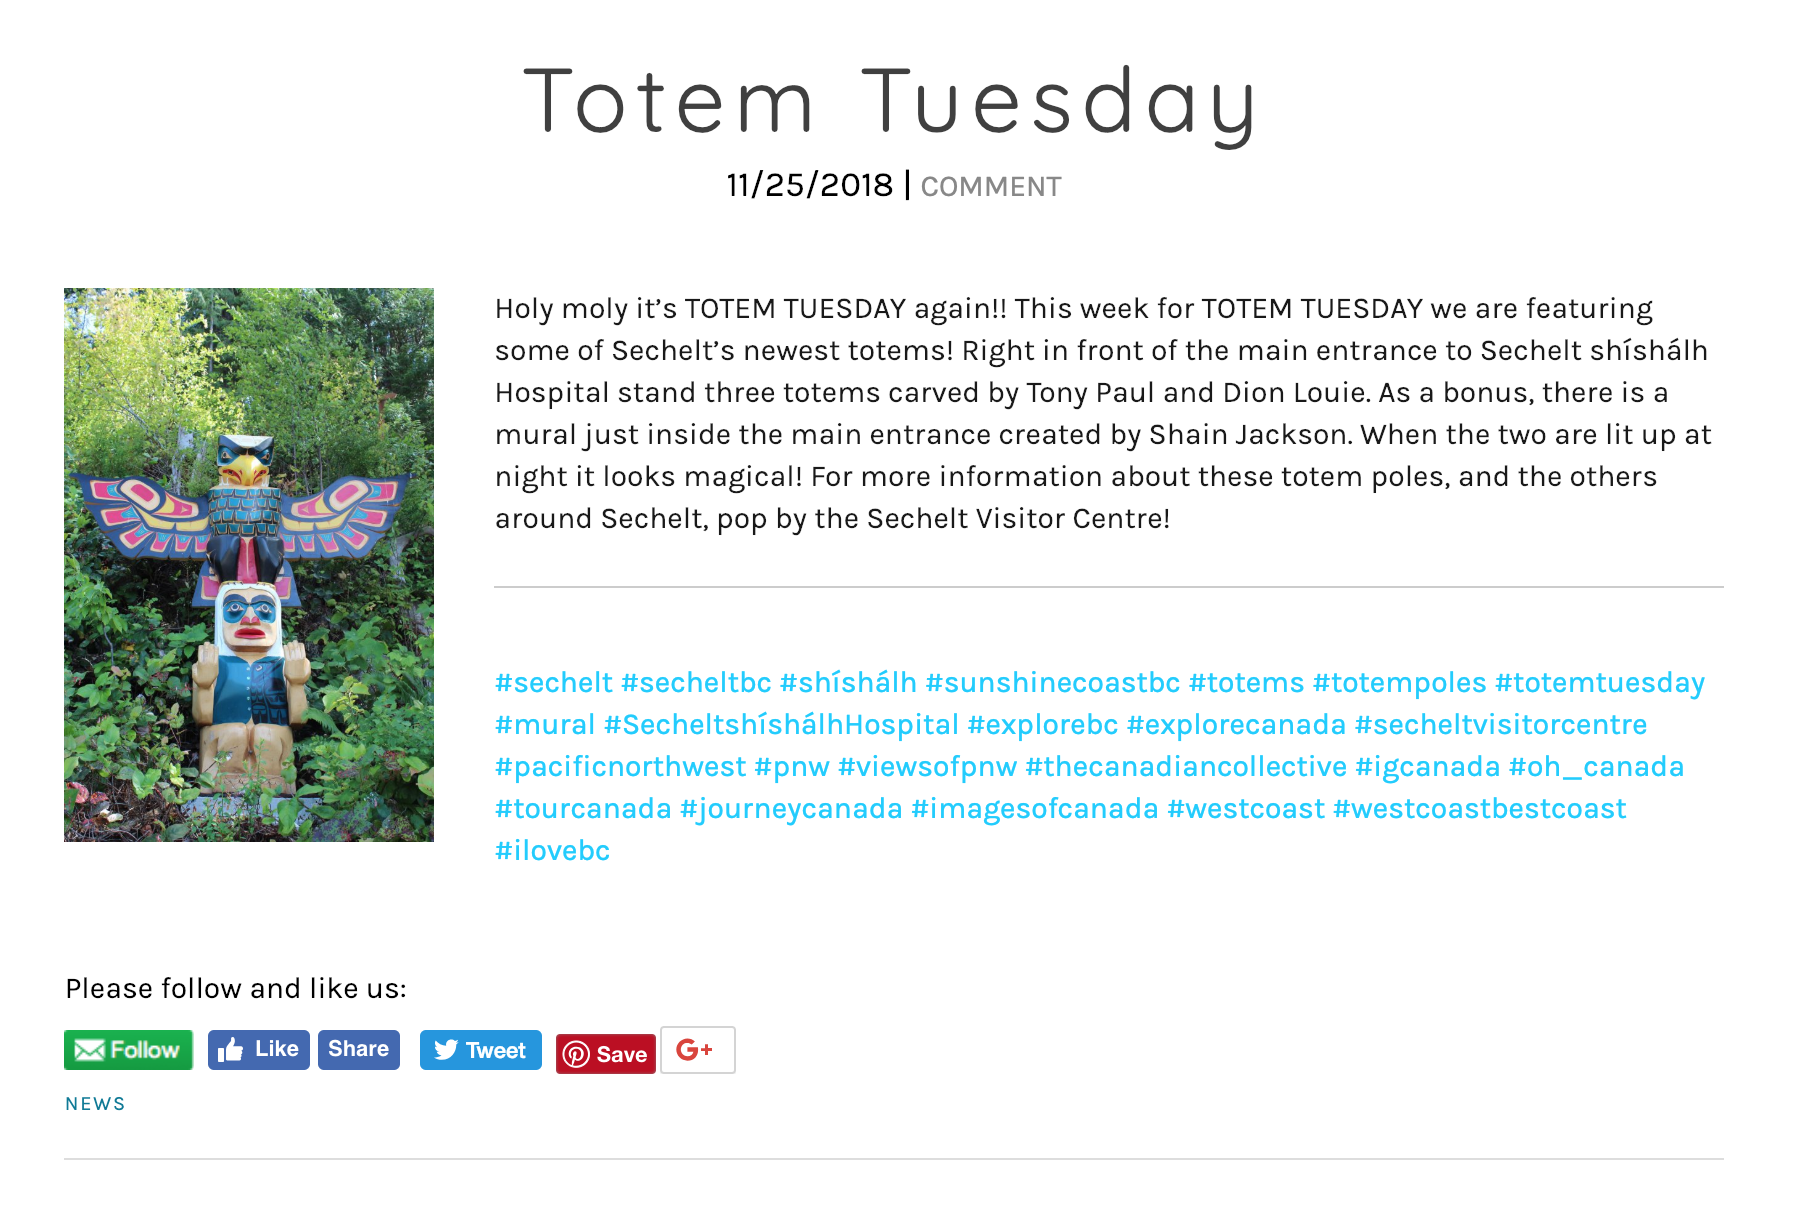 Totem Tuesday
11/25/2018 | COMMENT
Holy moly it’s TOTEM TUESDAY again!! This week for TOTEM TUESDAY we are featuring
some of Sechelt’s newest totems! Right in front of the main entrance to Sechelt shíshálh
Hospital stand three totems carved by Tony Paul and Dion Louie. As a bonus, there is a
mural just inside the main entrance created by Shain Jackson. When the two are lit up at
night it looks magical! For more information about these totem poles, and the others
around Sechelt, pop by the Sechelt Visitor Centre!
#sechelt #secheltbc #shíshálh #sunshinecoastbc #totems #totempoles #totemtuesday
#mural #SecheltshíshálhHospital #explorebc #explorecanada #secheltvisitorcentre
#pacificnorthwest #pnw #viewsofpnw #thecanadiancollective #igcanada #oh_canada
#tourcanada #journeycanada #imagesofcanada #westcoast #westcoastbestcoast
#ilovebc
Please follow and like us:
Follow Like Share Tweet Save G+
NEWS